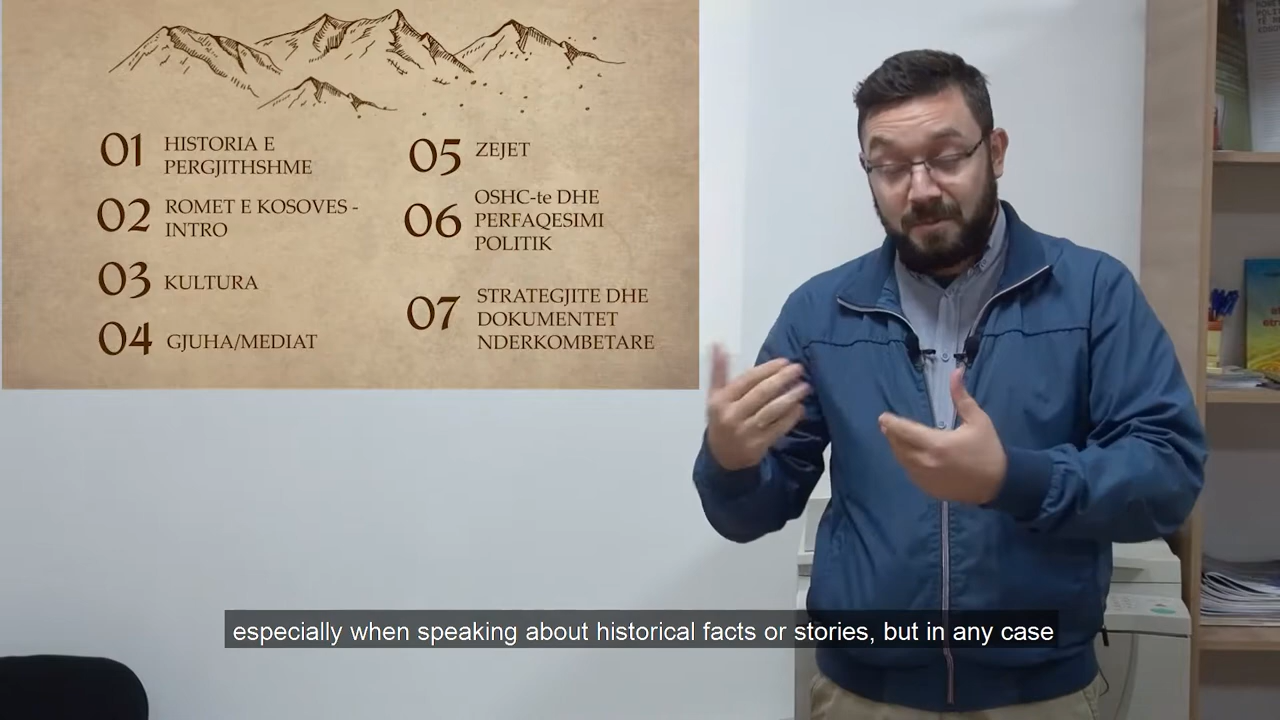 01 HISTORIA E
PERGJITHSHME
02 ROMET E KOSOVES -
INTRO
03 KULTURA
04 GJUHA/MEDIAT
05 ZEJET
06 OSHC-te DHE
PERFAQESIMI
POLITIK
07 STRATEGJITE DHE
DOKUMENTET
NDERKOMBETARE
especially when speaking about historical facts or stories, but in any case